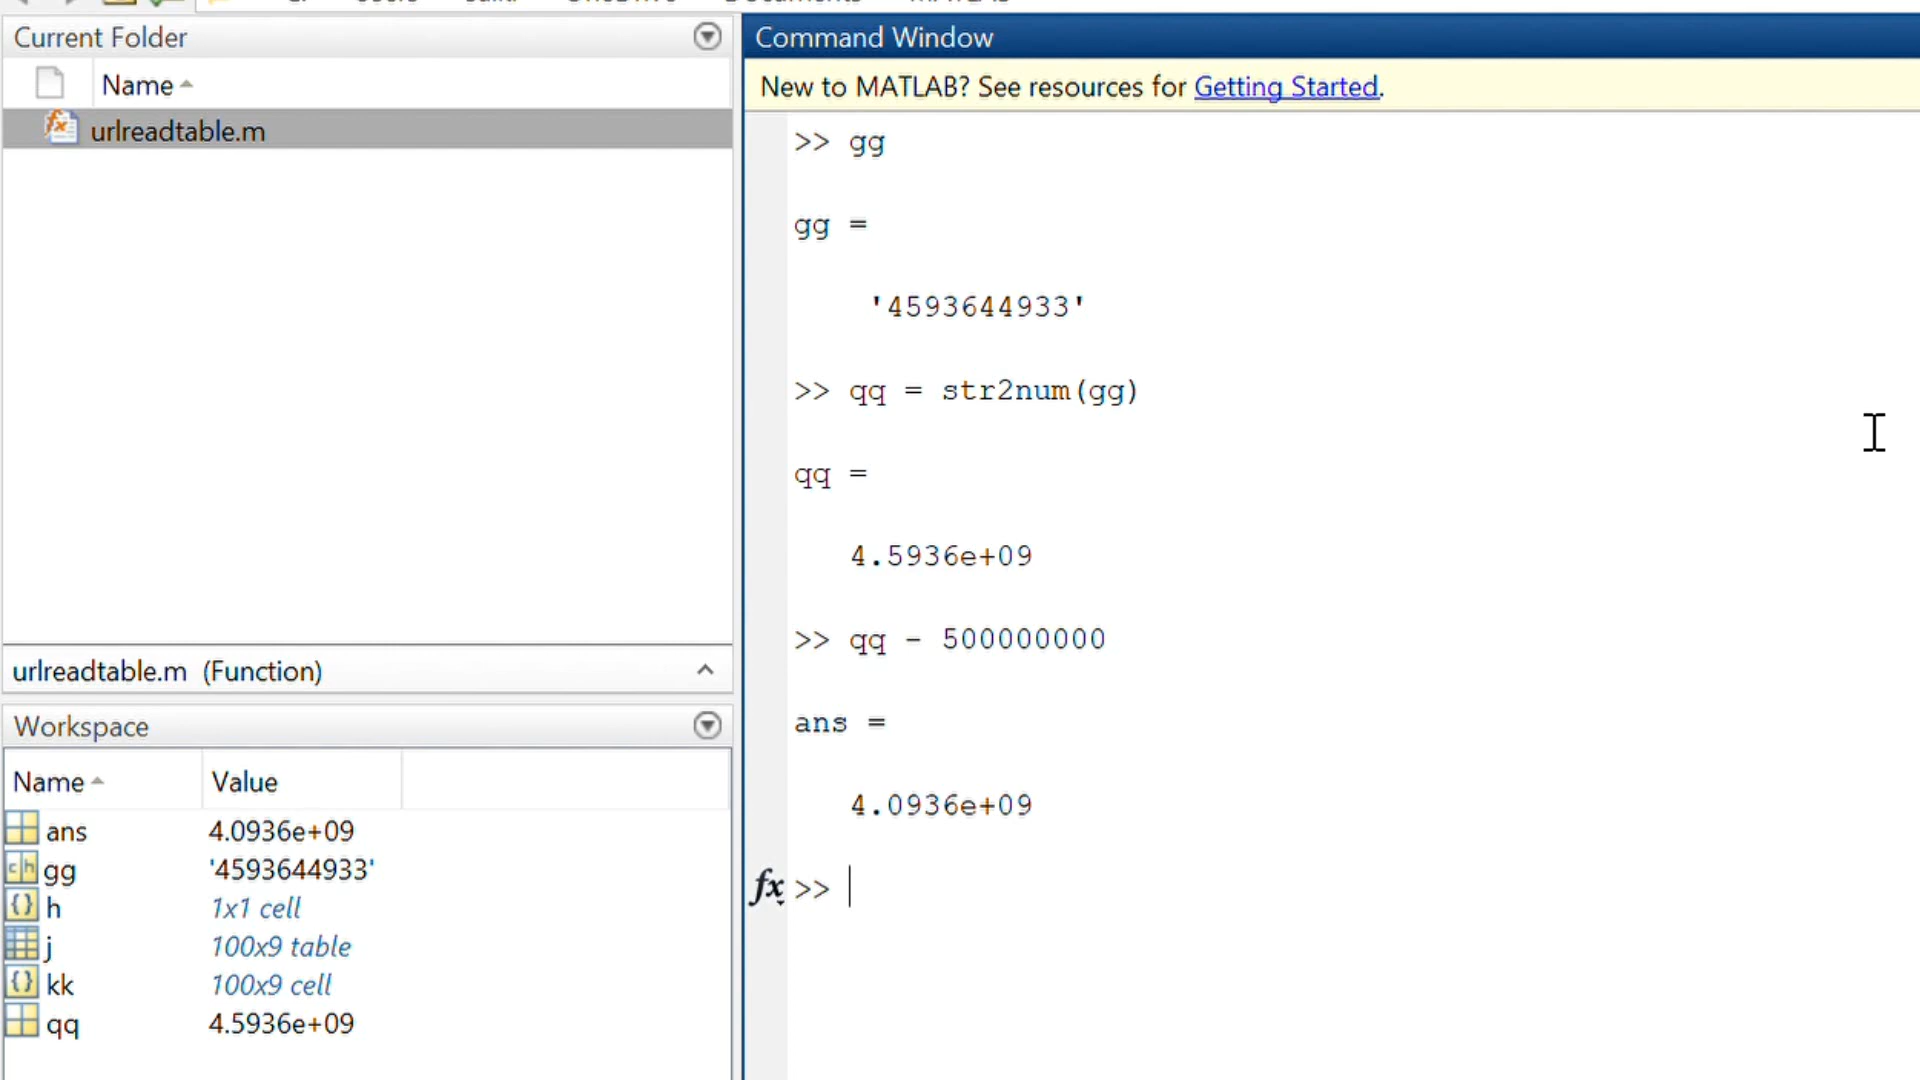 Current Folder
Name
urlreadtable.m
urlreadtable.m (Function)
Workspace
Name Value
ans 4.0936e+09
gg '4593644933'
h 1x1 cell
j 100x9 table
kk 100x9 cell
qq 4.5936e+09
Command Window
New to MATLAB? See resources for Getting Started.
>> gg
gg =
'4593644933'
>> qq = str2num(gg)
qq =
4.5936e+09
>> qq - 500000000
ans =
4.0936e+09
fx >>